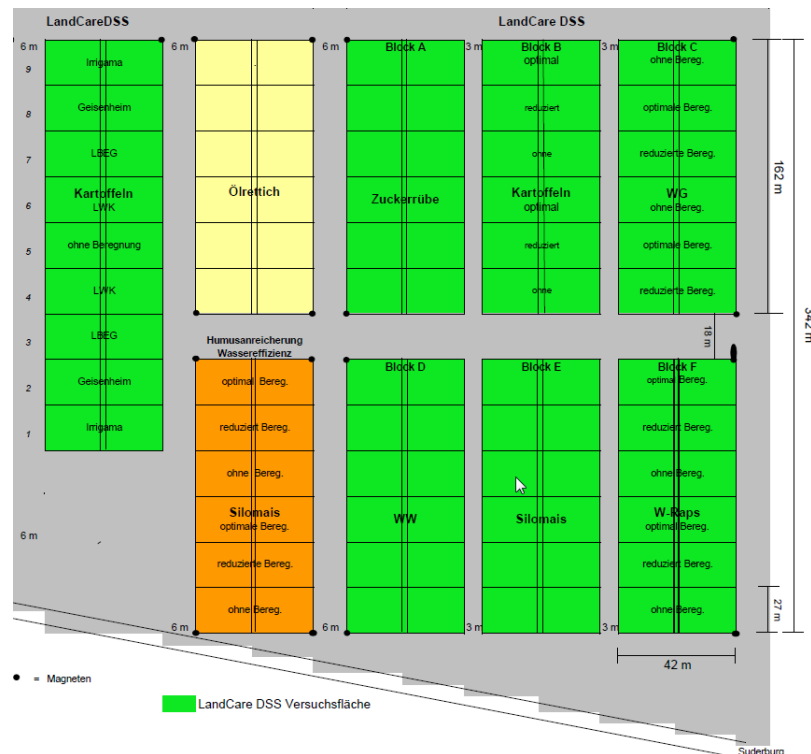 LandCareDSS
LandCare DSS
6 m
6 m
6 m
Block A
3 m
Block B
3 m
Block C
9
Irrigama
optimal
ohne Bereg.
8
Geisenheim
reduziert
optimale Bereg.
7
LBEG
ohne
reduzierte Bereg.
162 m
Kartoffeln
Ölrettich
Zuckerrübe
Kartoffeln
WG
6
LWK
optimal
ohne Bereg.
5
ohne Beregnung
reduziert
optimale Bereg.
4
LWK
ohne
reduzierte Bereg.
342 m
3
LBEG
Humusanreicherung
Wassereffizienz
18 m
Block D
Block E
Block F
2
Geisenheim
optimal Bereg.
optimal Bereg.
1
Irrigama
reduziert Bereg.
reduziert Bereg.
ohne Bereg.
ohne Bereg.
Silomais
WW
Silomais
W-Raps
6 m
optimale Bereg.
optimal Bereg.
reduzierte Bereg.
reduziert Bereg.
ohne Bereg.
ohne Bereg.
27 m
6 m
6 m
3 m
3 m
42 m
= Magneten
LandCare DSS Versuchsfläche
Suderburg